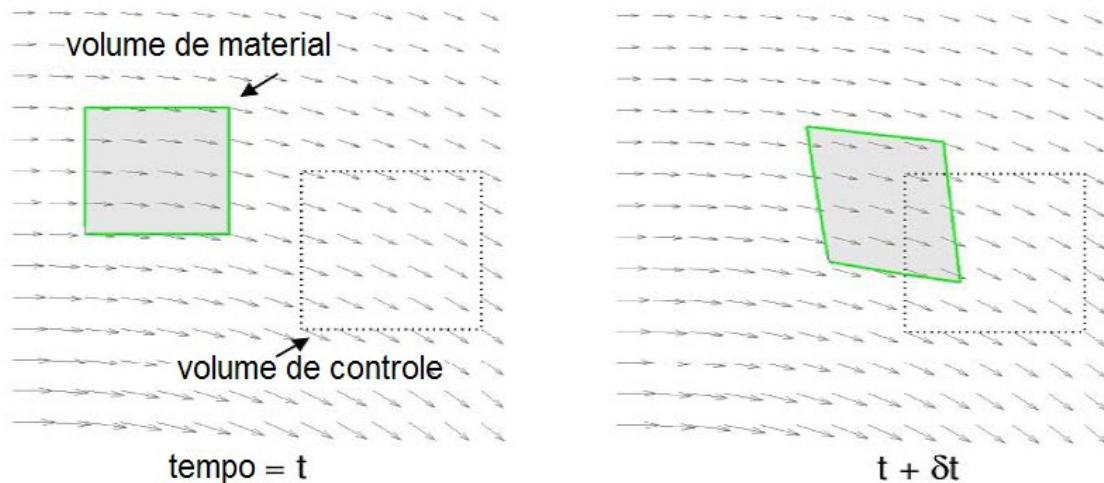 volume de material
volume de controle
tempo = t
t + δt